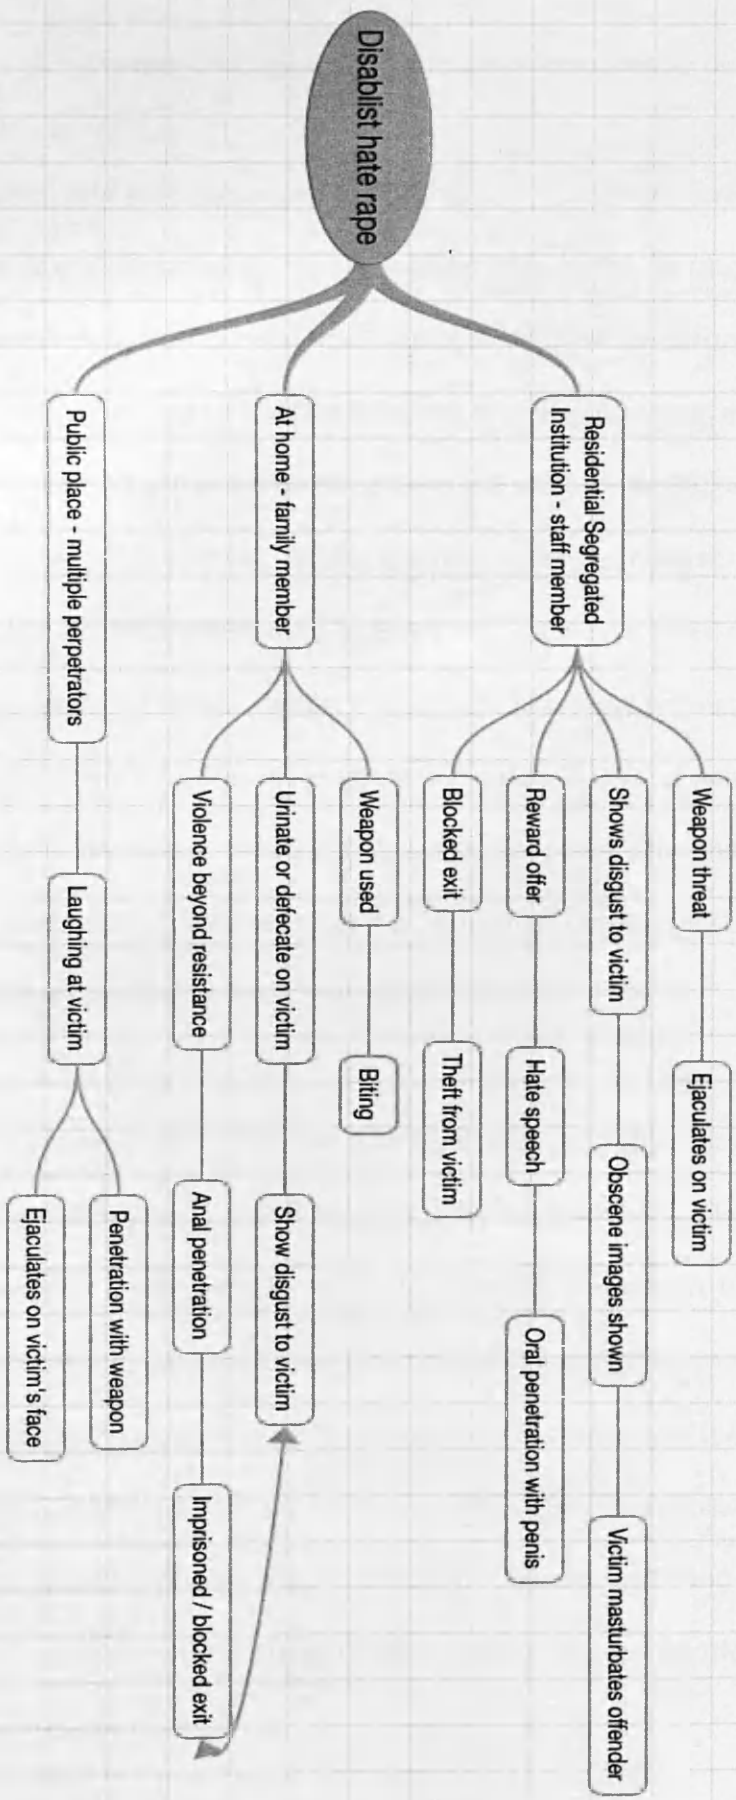 Disablist hate rape
Residential Segregated
Institution - staff member
Weapon threat
Ejaculates on victim
Shows disgust to victim
Obscene images shown
Victim masturbates offender
Reward offer
Hate speech
Oral penetration with penis
Blocked exit
Theft from victim
At home - family member
Weapon used
Biting
Urinate or defecate on victim
Show disgust to victim
Violence beyond resistance
Anal penetration
Imprisoned / blocked exit
Public place - multiple perpetrators
Laughing at victim
Penetration with weapon
Ejaculates on victim's face